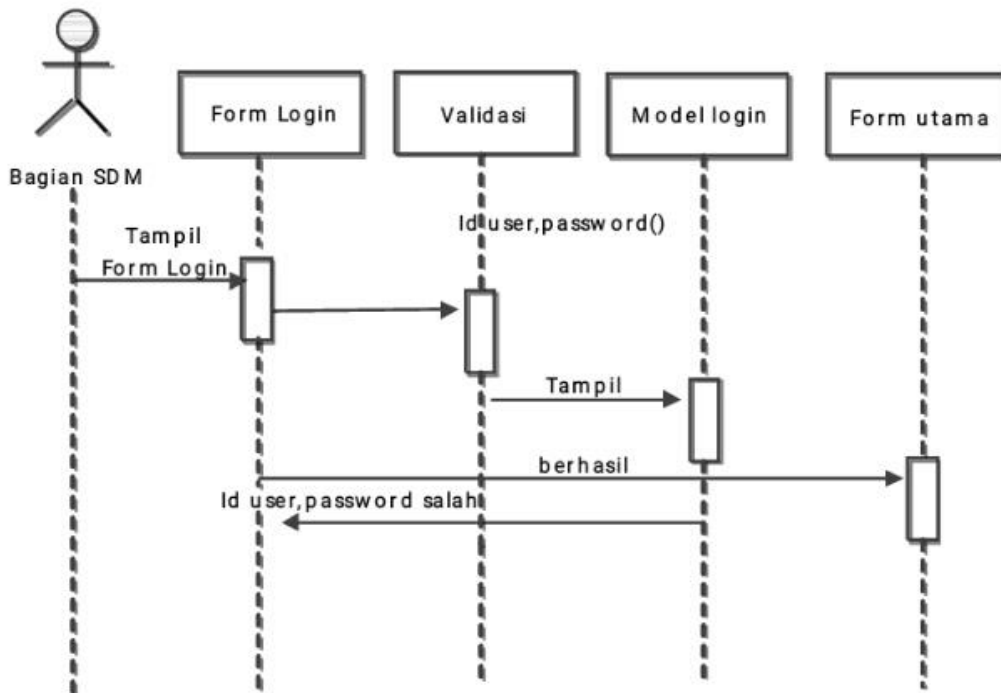 Form Login
Validasi
Model login
Form utama
Bagian SDM
Id user,password()
Tampil
Form Login
Tampil
berhasil
Id user,password salah